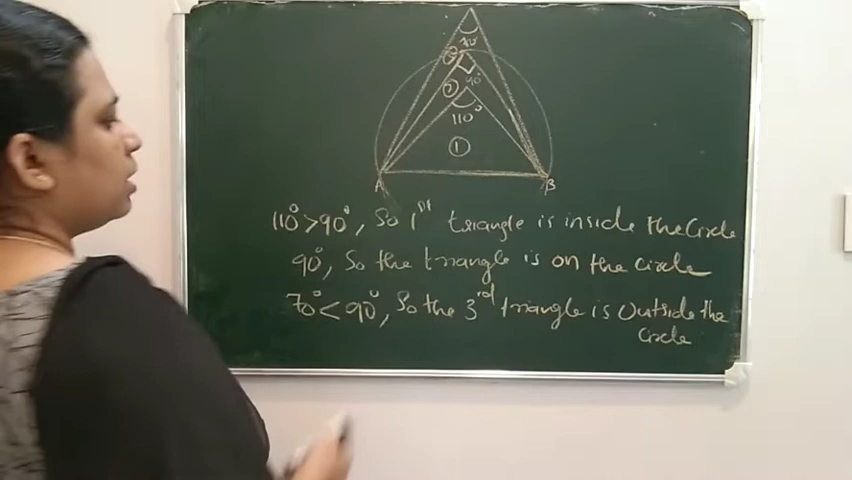 70°
③
90°
②
110°
①
A
B
110° > 90°, So 1st triangle is inside the Circle
90°, So the triangle is on the circle
70° < 90°, So the 3rd triangle is Outside the
Circle